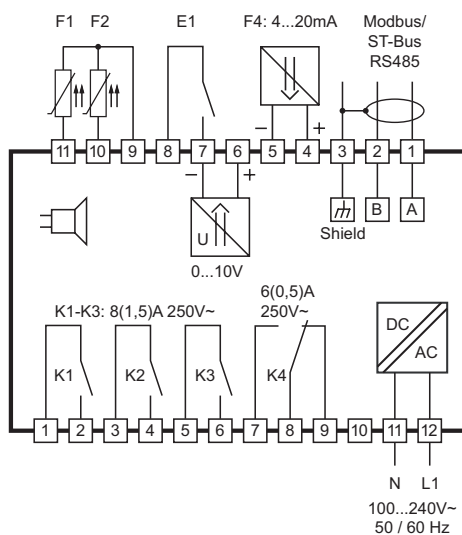 F1 F2 E1 F4: 4...20mA Modbus/
ST-Bus
RS485
− +
11 10 9 8 7 6 5 4 3 2 1
− +
U
0...10V
B A
Shield
K1-K3: 8(1,5)A 250V~
6(0,5)A
250V~
DC
AC
K1 K2 K3 K4
1 2 3 4 5 6 7 8 9 10 11 12
N L1
100...240V~
50 / 60 Hz